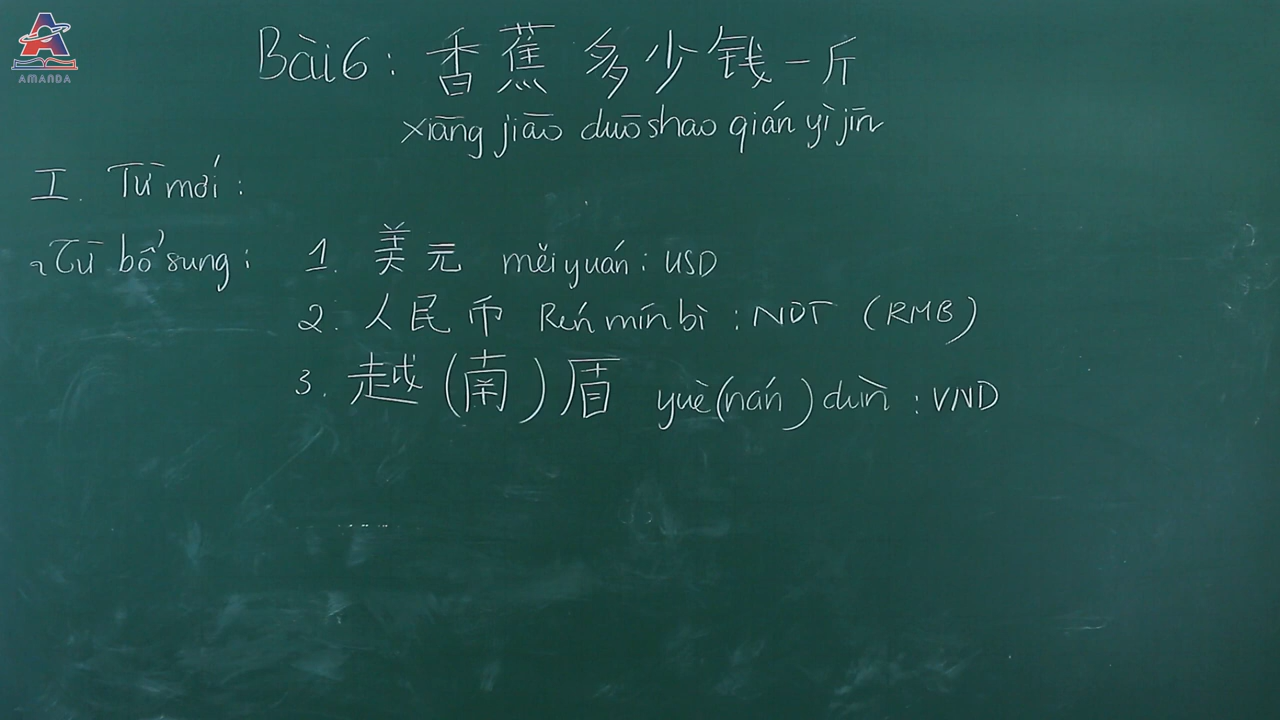 AMANDA
Bài 6: 香蕉多少钱一斤
xiāng jiāo duō shao qián yì jīn
I. Từ mới:
Từ bổ sung: 1. 美元 měi yuán: USD
2. 人民币 Rén mín bì: NDT (RMB)
3. 越(南)盾 yuè(nán) dùn: VND